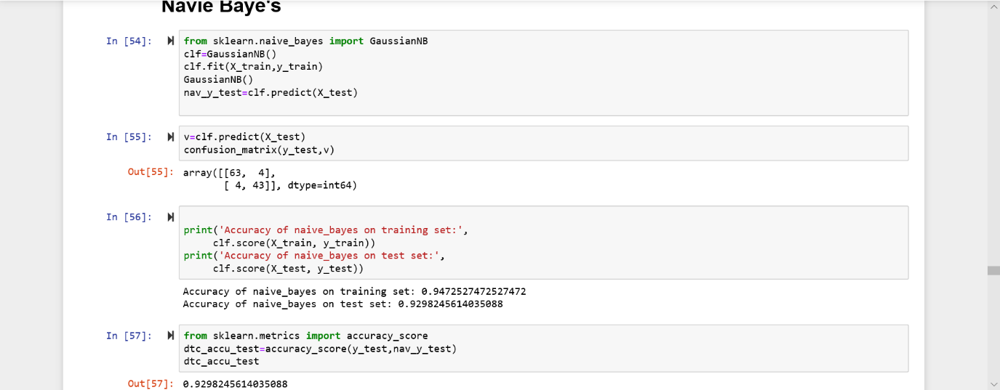 Navie Baye's
In [54]:
from sklearn.naive_bayes import GaussianNB
clf=GaussianNB()
clf.fit(X_train,y_train)
GaussianNB()
nav_y_test=clf.predict(X_test)
In [55]:
v=clf.predict(X_test)
confusion_matrix(y_test,v)
Out[55]:
array([[63,  4],
       [ 4, 43]], dtype=int64)
In [56]:
print('Accuracy of naive_bayes on training set:',
     clf.score(X_train, y_train))
print('Accuracy of naive_bayes on test set:',
     clf.score(X_test, y_test))
Accuracy of naive_bayes on training set: 0.9472527472527472
Accuracy of naive_bayes on test set: 0.9298245614035088
In [57]:
from sklearn.metrics import accuracy_score
dtc_accu_test=accuracy_score(y_test,nav_y_test)
dtc_accu_test
Out[57]:
0.9298245614035088